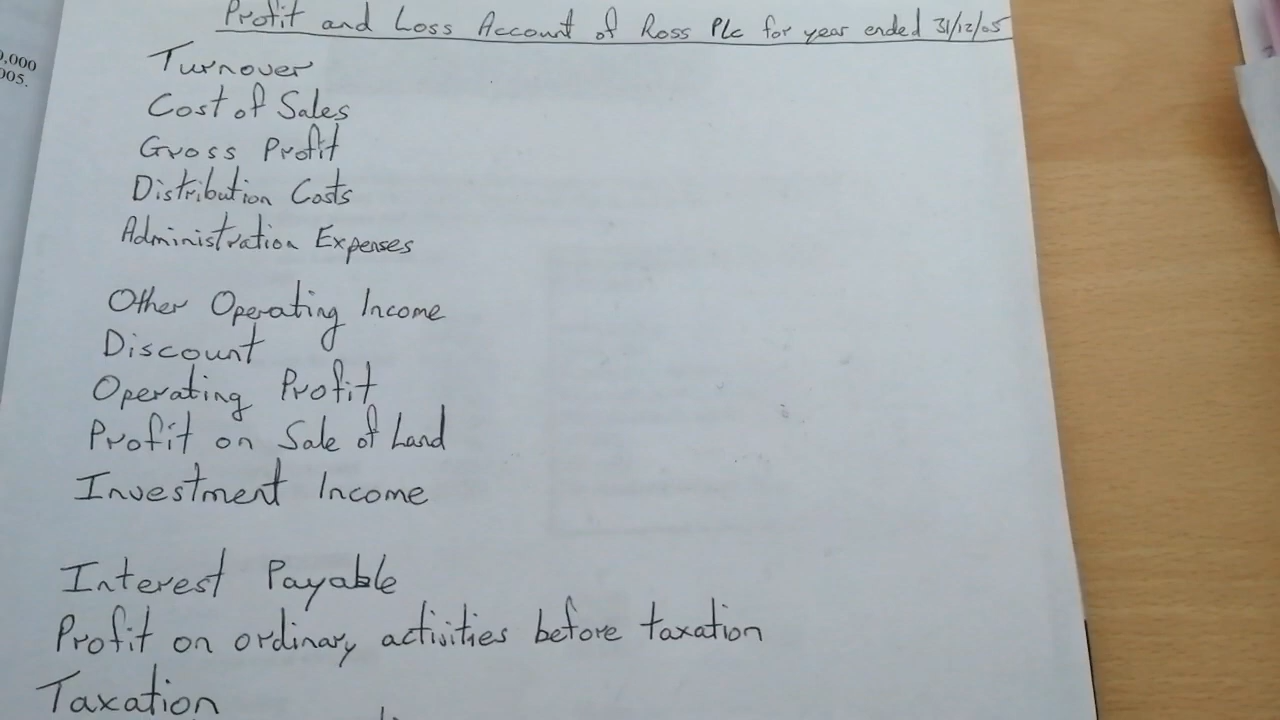 Profit and Loss Account of Ross Plc for year ended 31/12/05
,000
005.
Turnover
Cost of Sales
Gross Profit
Distribution Costs
Administration Expenses
Other Operating Income
Discount
Operating Profit
Profit on Sale of Land
Investment Income
Interest Payable
Profit on ordinary activities before taxation
Taxation